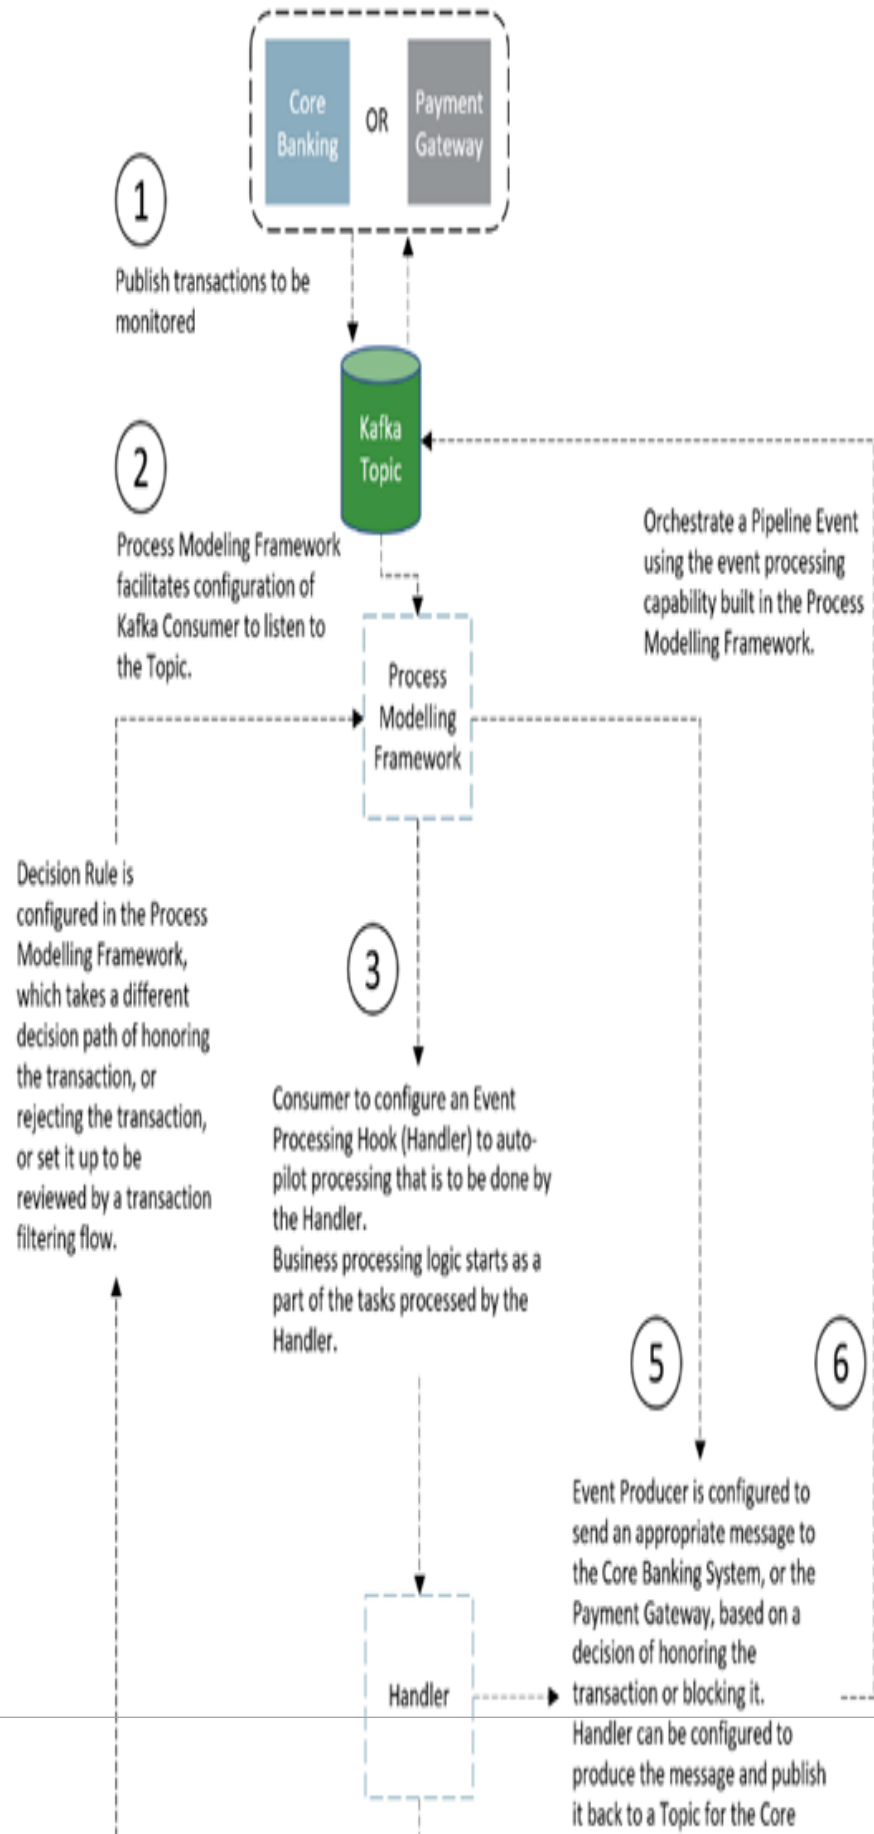 Core
Banking
OR
Payment
Gateway
1
Publish transactions to be
monitored
Kafka
Topic
2
Process Modeling Framework
facilitates configuration of
Kafka Consumer to listen to
the Topic.
Orchestrate a Pipeline Event
using the event processing
capability built in the Process
Modelling Framework.
Process
Modelling
Framework
Decision Rule is
configured in the Process
Modelling Framework,
which takes a different
decision path of honoring
the transaction, or
rejecting the transaction,
or set it up to be
reviewed by a transaction
filtering flow.
3
Consumer to configure an Event
Processing Hook (Handler) to auto-
pilot processing that is to be done by
the Handler.
Business processing logic starts as a
part of the tasks processed by the
Handler.
5
6
Event Producer is configured to
send an appropriate message to
the Core Banking System, or the
Payment Gateway, based on a
decision of honoring the
transaction or blocking it.
Handler can be configured to
produce the message and publish
it back to a Topic for the Core
Handler